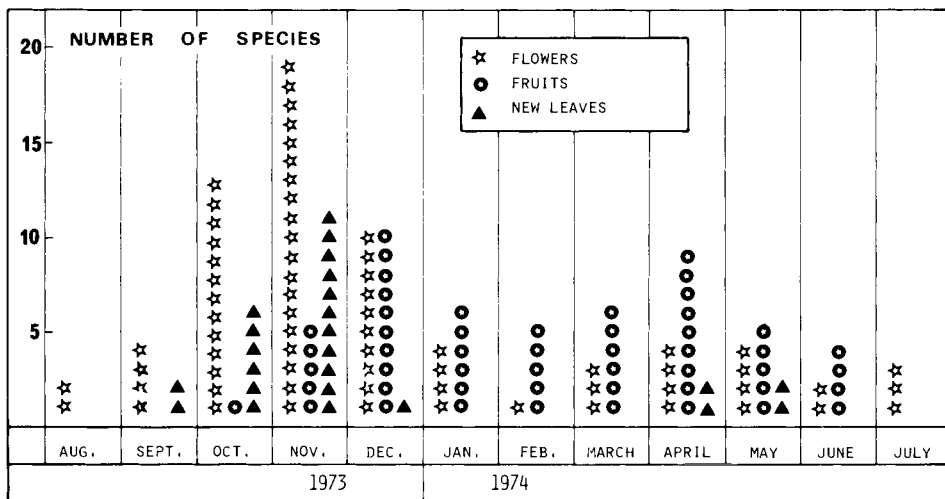 NUMBER OF SPECIES
FLOWERS
FRUITS
NEW LEAVES
20
15
10
5
AUG. SEPT. OCT. NOV. DEC. JAN. FEB. MARCH APRIL MAY JUNE JULY
1973 1974